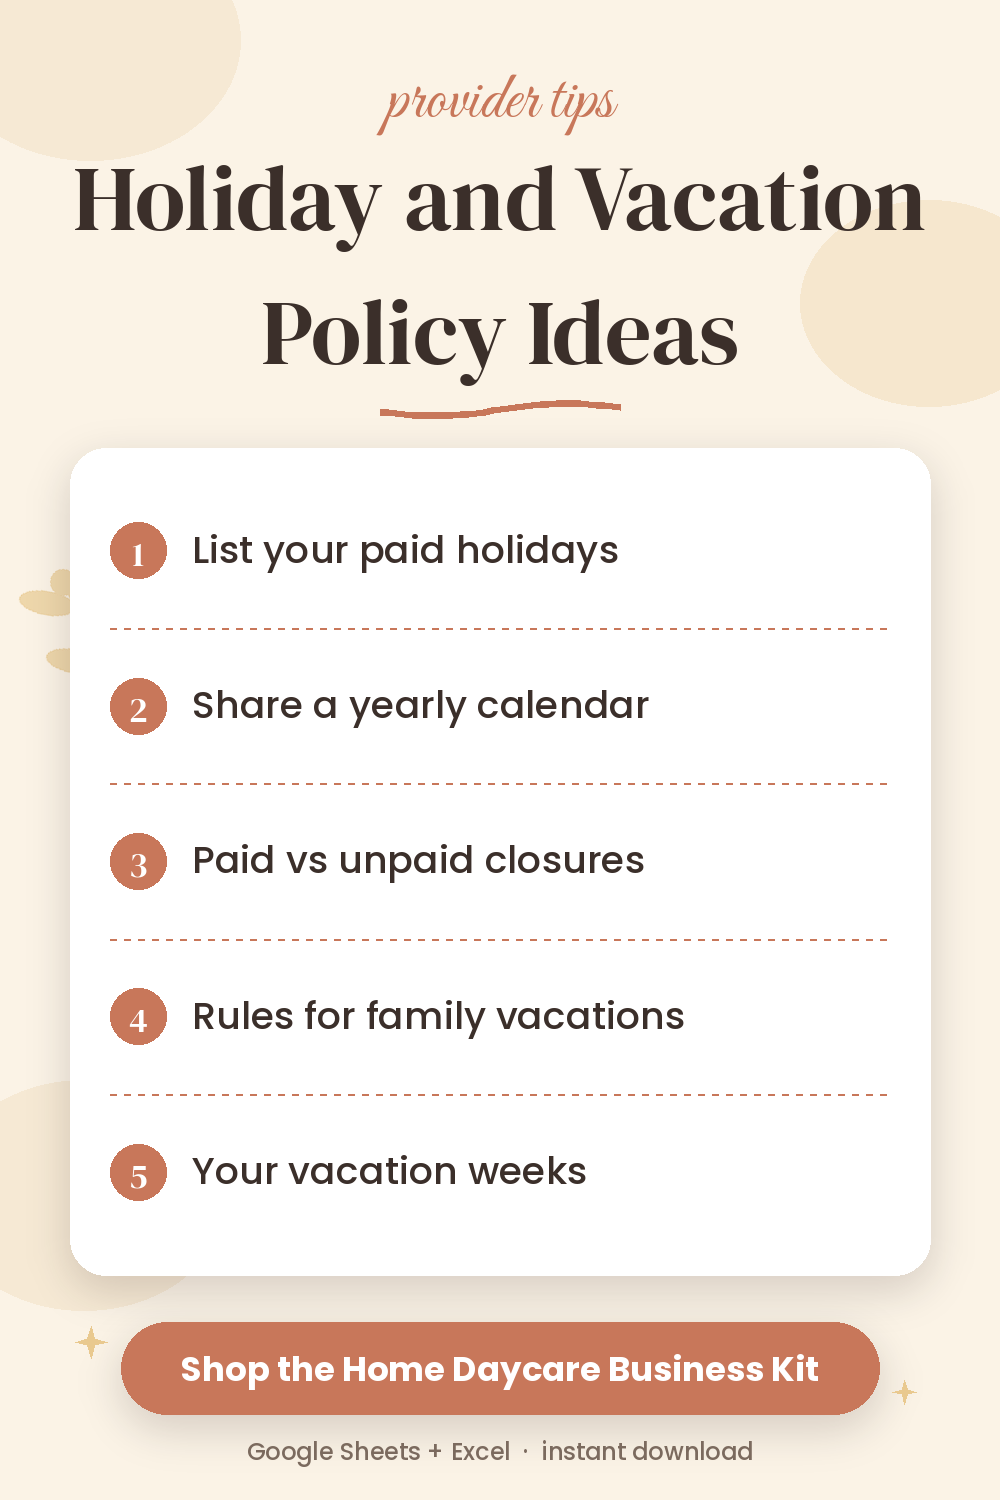 provider tips
Holiday and Vacation
Policy Ideas
1 List your paid holidays
2 Share a yearly calendar
3 Paid vs unpaid closures
4 Rules for family vacations
5 Your vacation weeks
Shop the Home Daycare Business Kit
Google Sheets + Excel · instant download